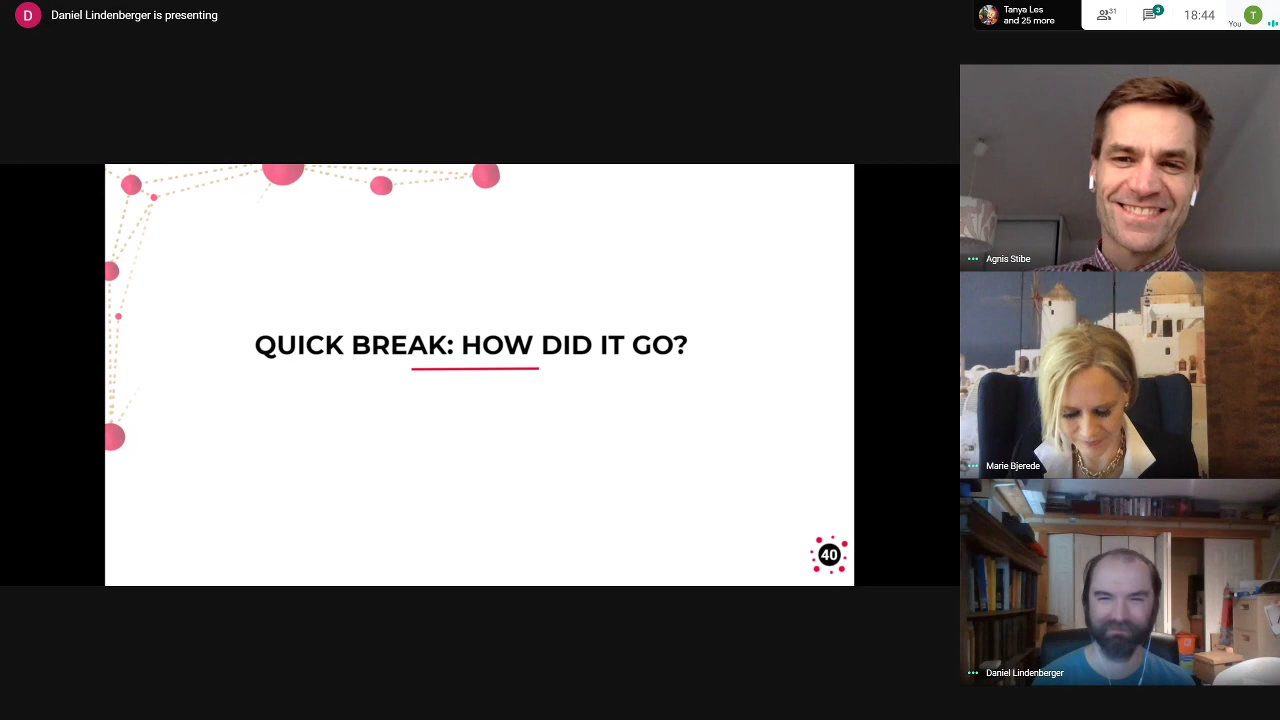 D
Daniel Lindenberger is presenting
Tanya Les
and 25 more
31
3
18:44
You
T
Agnis Stibe
QUICK BREAK: HOW DID IT GO?
Marie Bjerede
40
Daniel Lindenberger